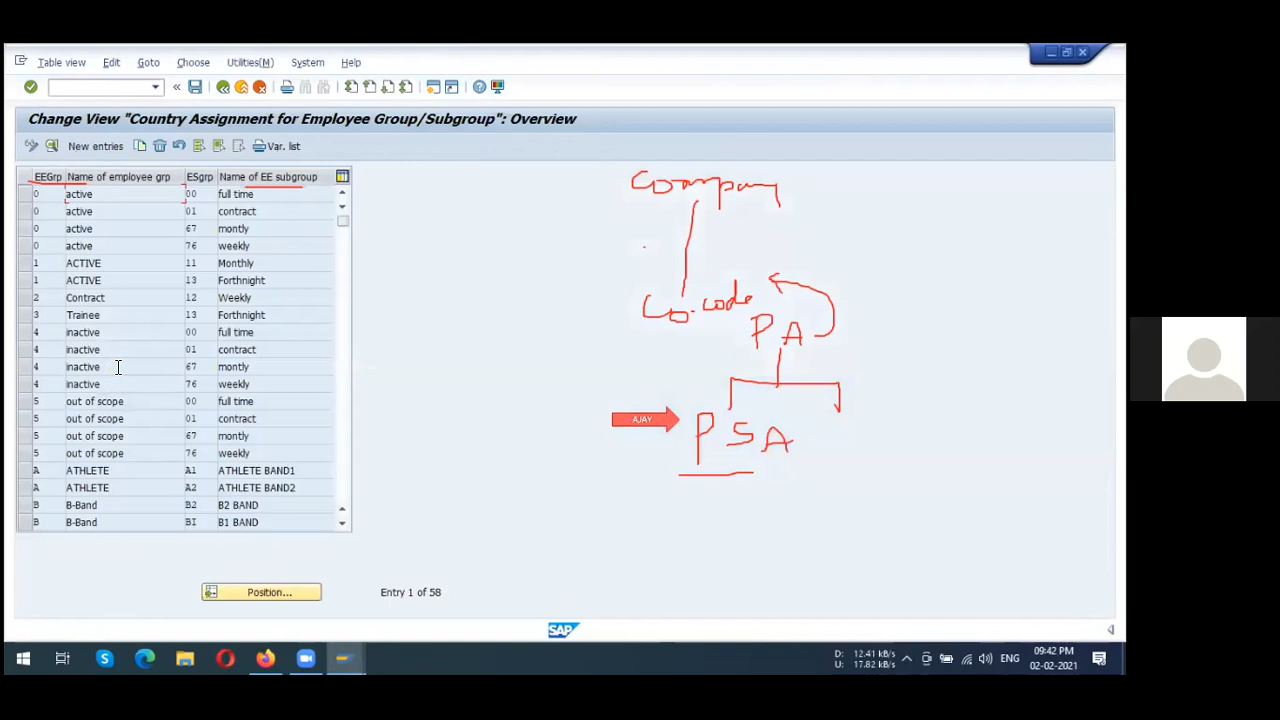 Table view Edit Goto Choose Utilities(M) System Help
Change View "Country Assignment for Employee Group/Subgroup": Overview
New entries Var. list
EEGrp Name of employee grp ESgrp Name of EE subgroup
0 active 00 full time
0 active 01 contract
0 active 67 montly
0 active 76 weekly
1 ACTIVE 11 Monthly
1 ACTIVE 13 Forthnight
2 Contract 12 Weekly
3 Trainee 13 Forthnight
4 inactive 00 full time
4 inactive 01 contract
4 inactive 67 montly
4 inactive 76 weekly
5 out of scope 00 full time
5 out of scope 01 contract
5 out of scope 67 montly
5 out of scope 76 weekly
A ATHLETE A1 ATHLETE BAND1
A ATHLETE A2 ATHLETE BAND2
B B-Band B2 B2 BAND
B B-Band BI B1 BAND
Position... Entry 1 of 58
Company
Co. code
PA
AJAY
PSA
SAP
D: 12.41 kB/s
U: 17.82 kB/s
ENG
09:42 PM
02-02-2021